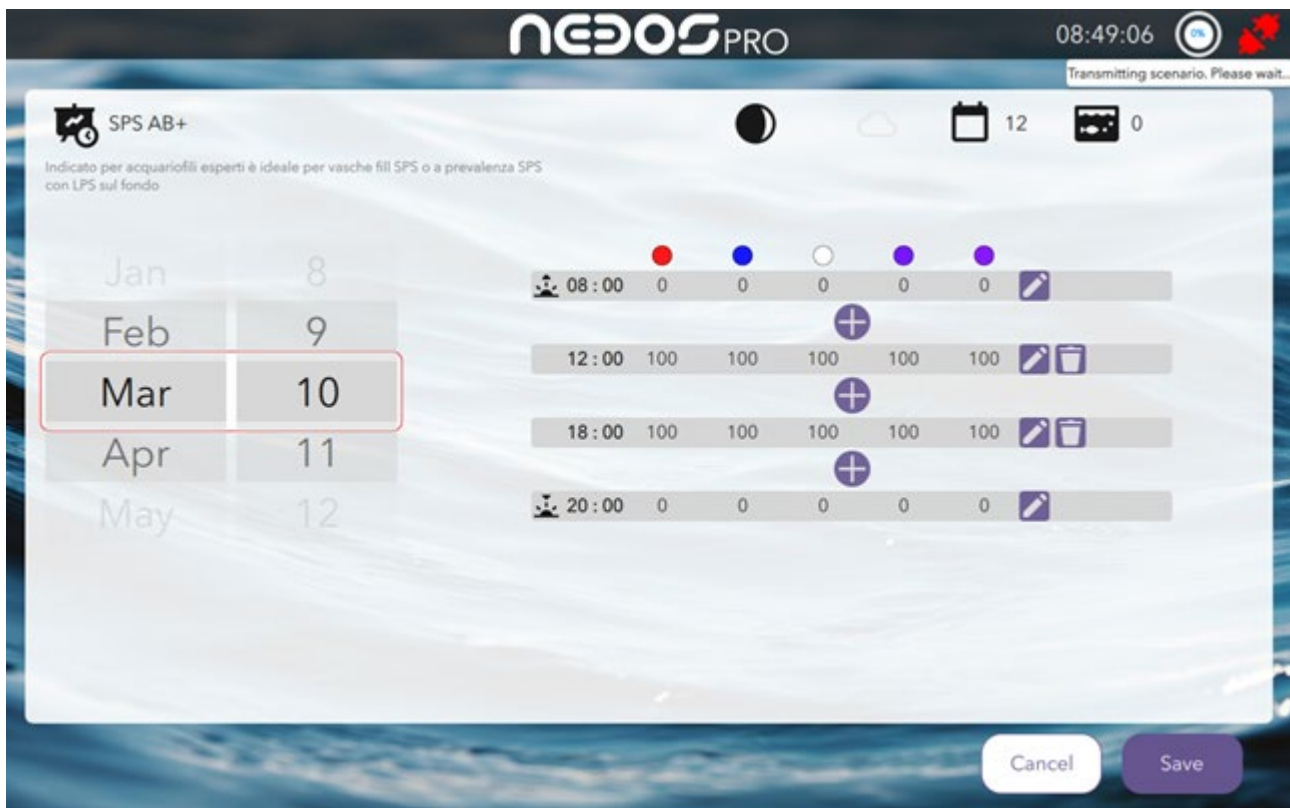 NEDOS PRO
08:49:06
0%
Transmitting scenario. Please wait...
SPS AB+
12
0
Indicato per acquariofili esperti è ideale per vasche fill SPS o a prevalenza SPS
con LPS sul fondo
Jan 8
Feb 9
Mar 10
Apr 11
May 12
08 : 00 0 0 0 0 0
12 : 00 100 100 100 100 100
18 : 00 100 100 100 100 100
20 : 00 0 0 0 0 0
Cancel
Save